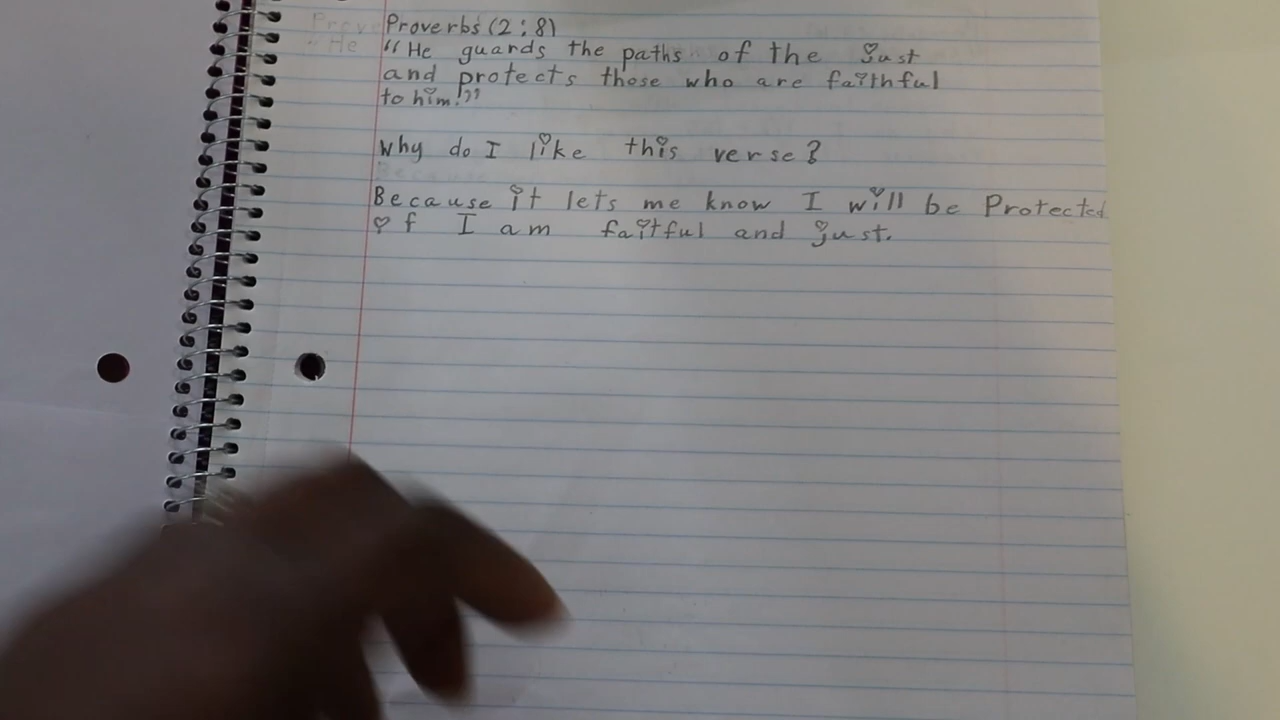 Proverbs (2:8)
"He guards the paths of the just
and protects those who are faithful
to him."
Why do I like this verse?
Because it lets me know I will be Protected
if I am faitful and just.